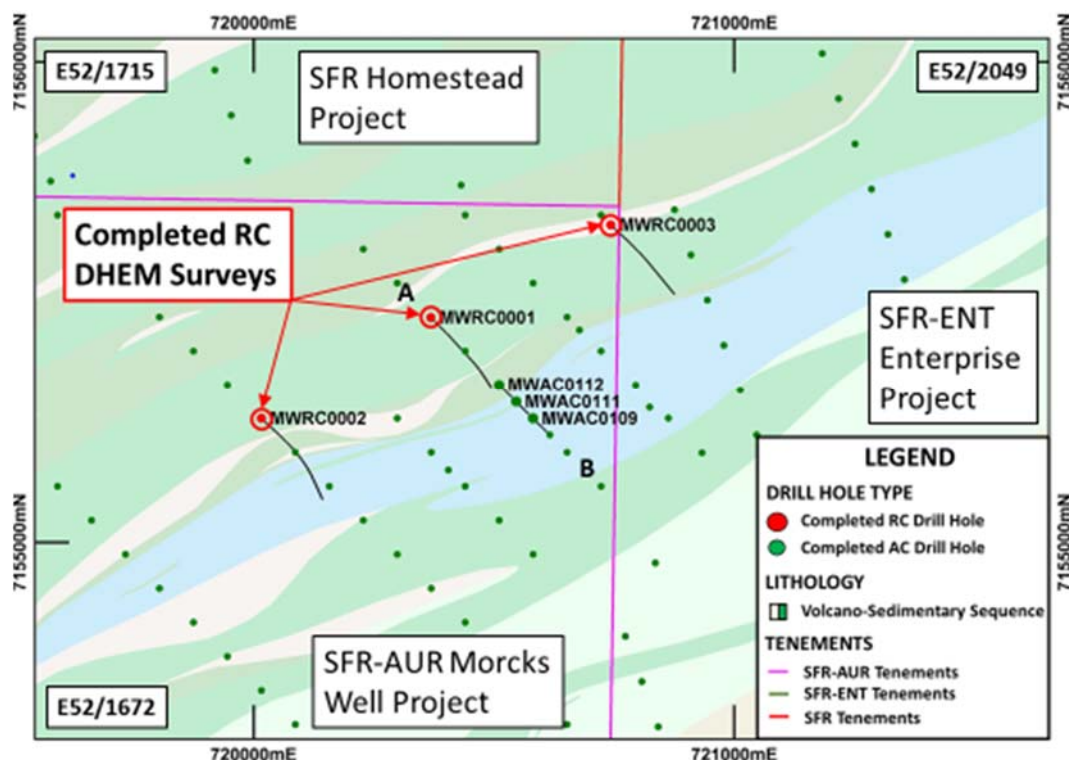 720000mE
721000mE
7156000mN
7156000mN
E52/1715
SFR Homestead
Project
E52/2049
Completed RC
DHEM Surveys
MWRC0003
A
MWRC0001
SFR-ENT
Enterprise
Project
MWAC0112
MWAC0111
MWAC0109
MWRC0002
B
LEGEND
DRILL HOLE TYPE
Completed RC Drill Hole
Completed AC Drill Hole
LITHOLOGY
Volcano-Sedimentary Sequence
TENEMENTS
SFR-AUR Tenements
SFR-ENT Tenements
SFR Tenements
7155000mN
7155000mN
SFR-AUR Morcks
Well Project
E52/1672
720000mE
721000mE